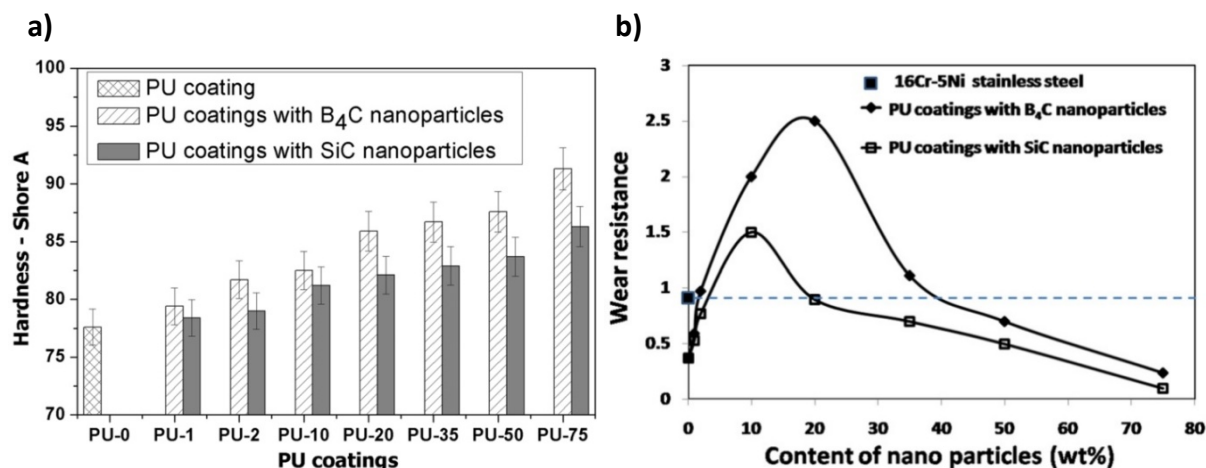 a)
100
95
90
85
80
75
70
Hardness - Shore A
PU coating
PU coatings with B₄C nanoparticles
PU coatings with SiC nanoparticles
PU-0 PU-1 PU-2 PU-10 PU-20 PU-35 PU-50 PU-75
PU coatings
b)
3
2.5
2
1.5
1
0.5
0
Wear resistance
16Cr-5Ni stainless steel
PU coatings with B₄C nanoparticles
PU coatings with SiC nanoparticles
0 10 20 30 40 50 60 70 80
Content of nano particles (wt%)